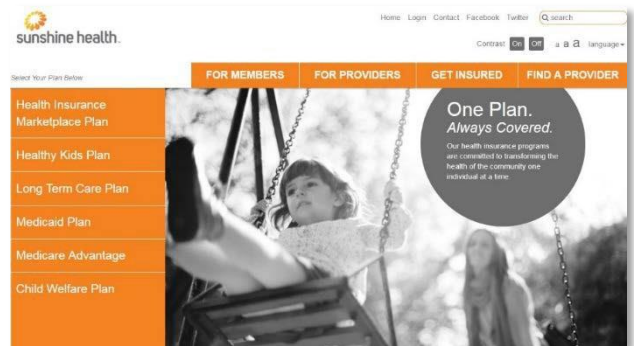 Home Login Contact Facebook Twitter search
sunshine health.
Contrast On Off a a a language
Select Your Plan Below
FOR MEMBERS FOR PROVIDERS GET INSURED FIND A PROVIDER
Health Insurance
Marketplace Plan
Healthy Kids Plan
Long Term Care Plan
Medicaid Plan
Medicare Advantage
Child Welfare Plan
One Plan.
Always Covered.
Our health insurance programs
are committed to transforming the
health of the community one
individual at a time.